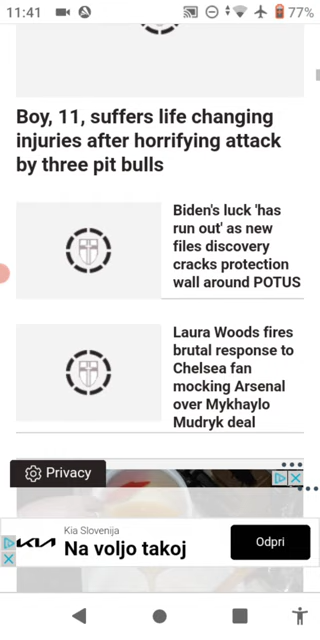 11:41
77%
Boy, 11, suffers life changing
injuries after horrifying attack
by three pit bulls
Biden's luck 'has
run out' as new
files discovery
cracks protection
wall around POTUS
Laura Woods fires
brutal response to
Chelsea fan
mocking Arsenal
over Mykhaylo
Mudryk deal
Privacy
Kia Slovenija
KIA
Na voljo takoj
Odpri